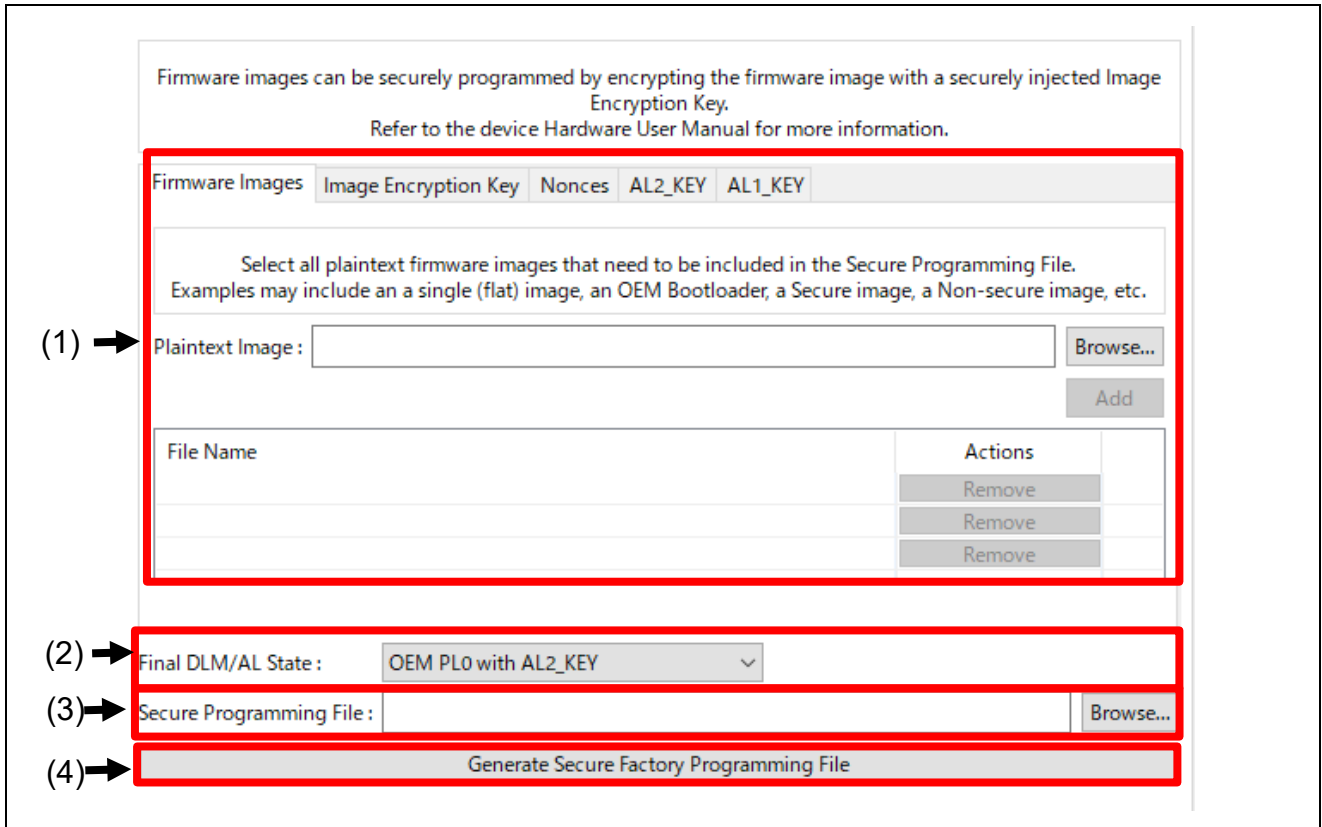 Firmware images can be securely programmed by encrypting the firmware image with a securely injected Image
Encryption Key.
Refer to the device Hardware User Manual for more information.
Firmware Images Image Encryption Key Nonces AL2_KEY AL1_KEY
Select all plaintext firmware images that need to be included in the Secure Programming File.
Examples may include an a single (flat) image, an OEM Bootloader, a Secure image, a Non-secure image, etc.
(1) Plaintext Image : Browse...
Add
File Name Actions
Remove
Remove
Remove
(2) Final DLM/AL State : OEM PL0 with AL2_KEY
(3) Secure Programming File : Browse...
(4) Generate Secure Factory Programming File